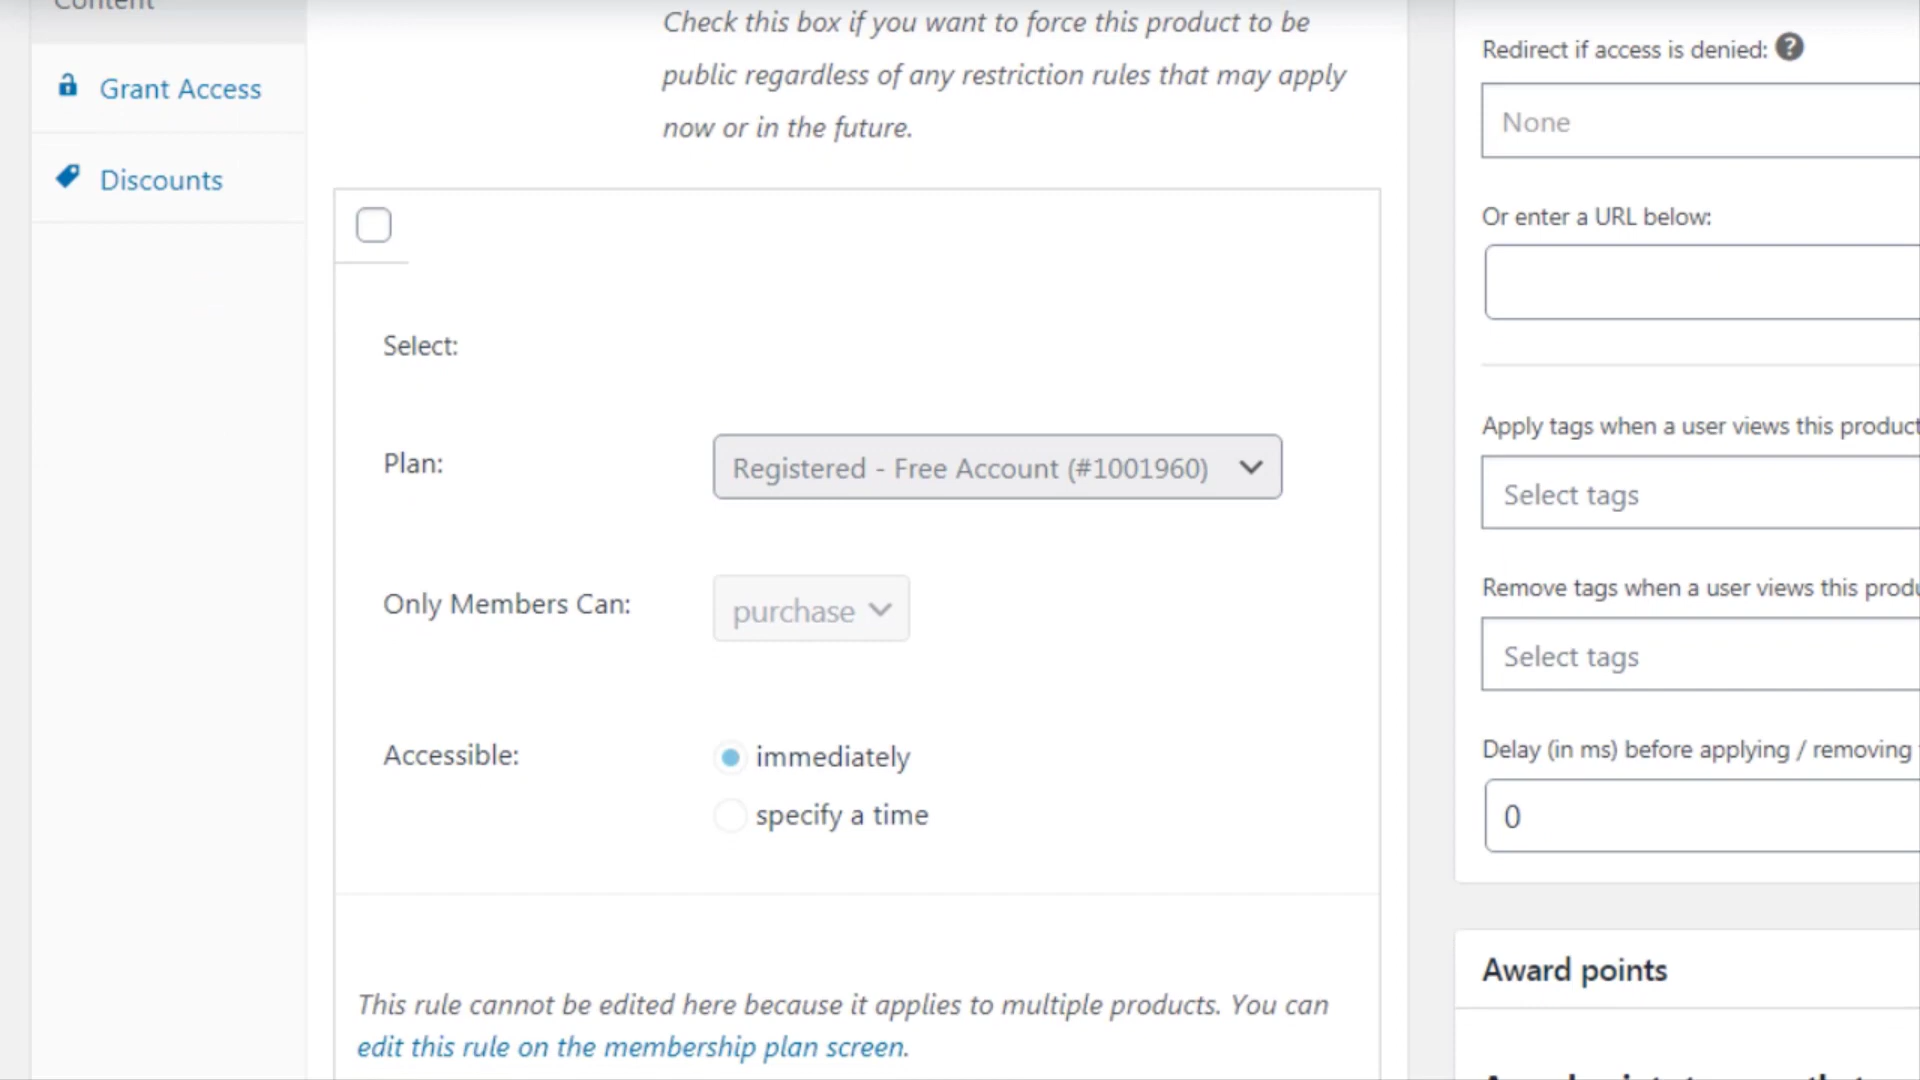 Content
Grant Access
Discounts
Check this box if you want to force this product to be
public regardless of any restriction rules that may apply
now or in the future.
Select:
Plan:
Registered - Free Account (#1001960)
Only Members Can:
purchase
Accessible:
immediately
specify a time
This rule cannot be edited here because it applies to multiple products. You can
edit this rule on the membership plan screen.
Redirect if access is denied: ?
None
Or enter a URL below:
Apply tags when a user views this product
Select tags
Remove tags when a user views this produ
Select tags
Delay (in ms) before applying / removing
0
Award points